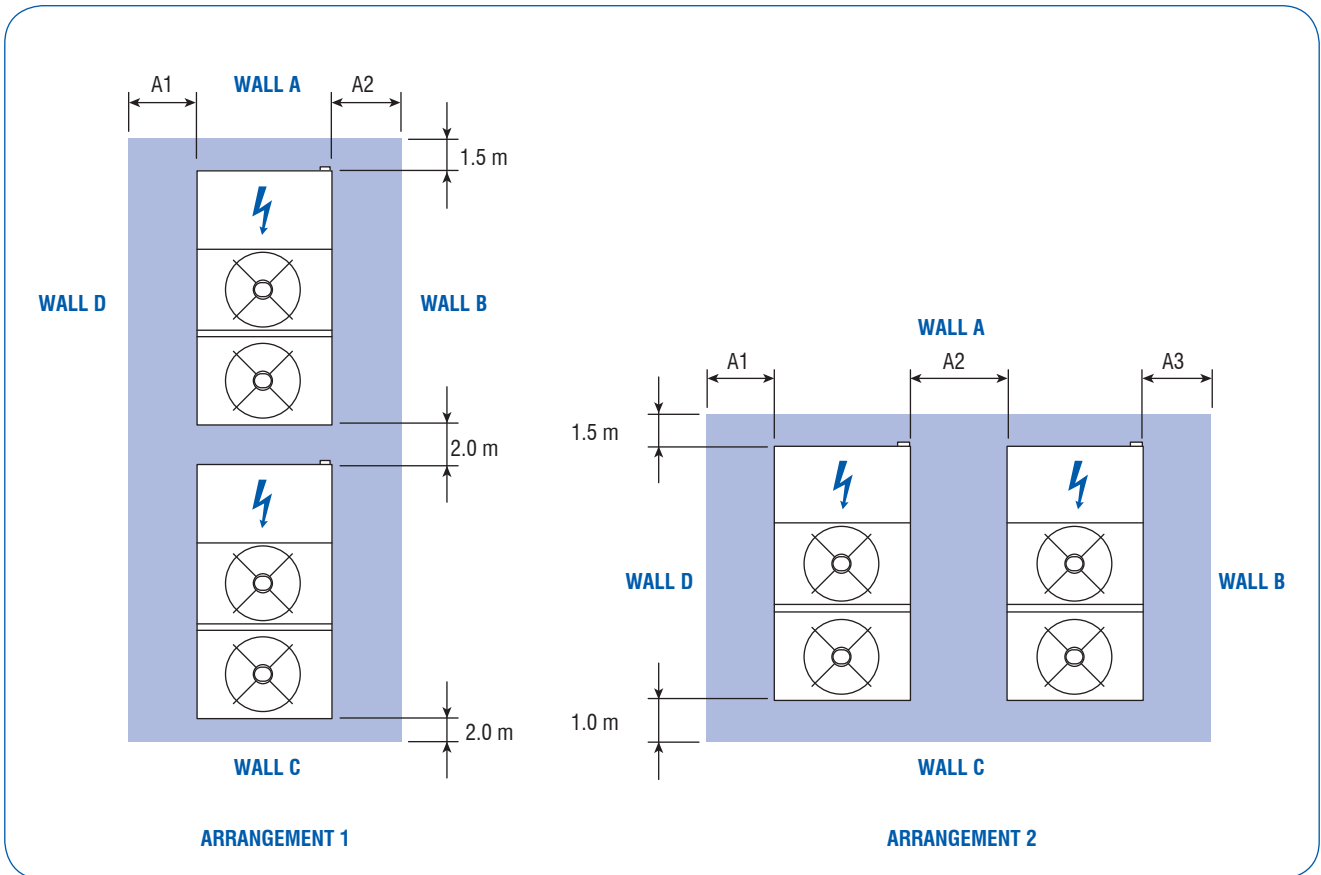 A1
WALL A
A2
1.5 m
WALL D
WALL B
2.0 m
2.0 m
WALL C
ARRANGEMENT 1
WALL A
A1
A2
A3
1.5 m
WALL D
WALL B
1.0 m
WALL C
ARRANGEMENT 2